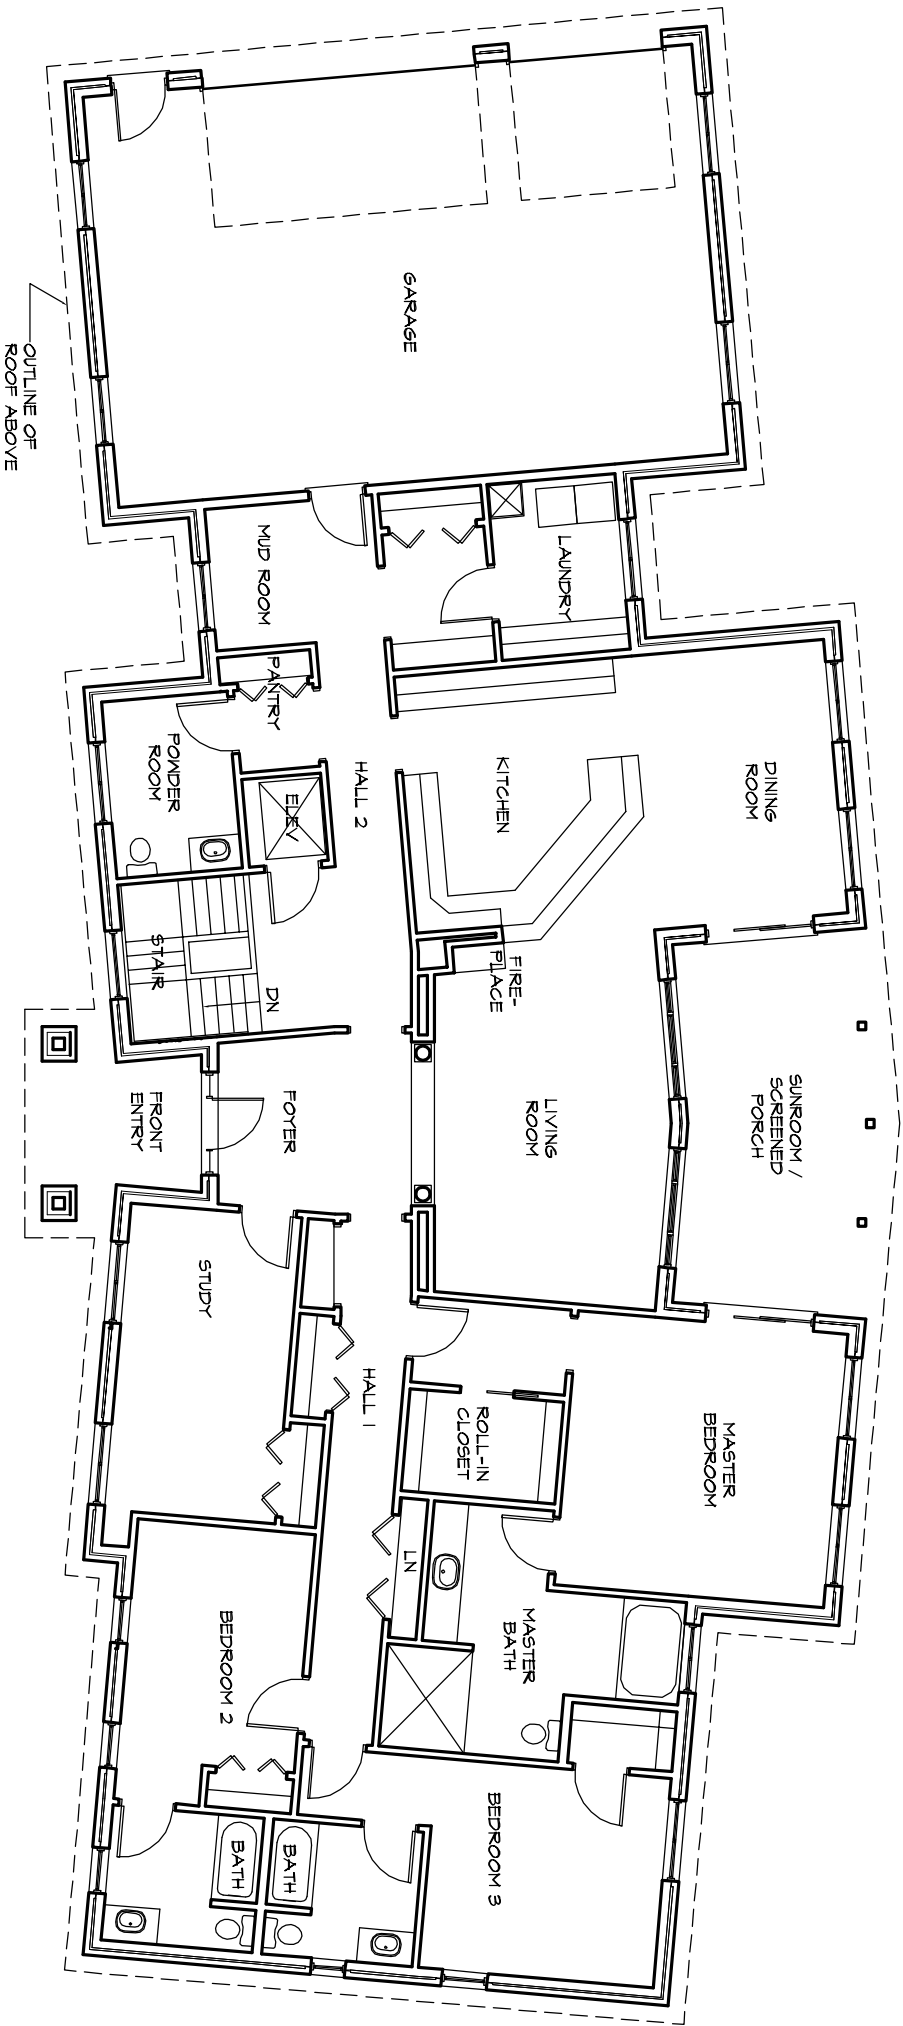 GARAGE
OUTLINE OF
ROOF ABOVE
MUD ROOM
LAUNDRY
PANTRY
POWDER
ROOM
ELEV
HALL 2
KITCHEN
DINING
ROOM
STAIR
DN
FIRE-
PLACE
FOYER
FRONT
ENTRY
LIVING
ROOM
SUNROOM /
SCREENED
PORCH
STUDY
HALL 1
ROLL-IN
CLOSET
MASTER
BEDROOM
LN
MASTER
BATH
BEDROOM 2
BEDROOM 3
BATH
BATH